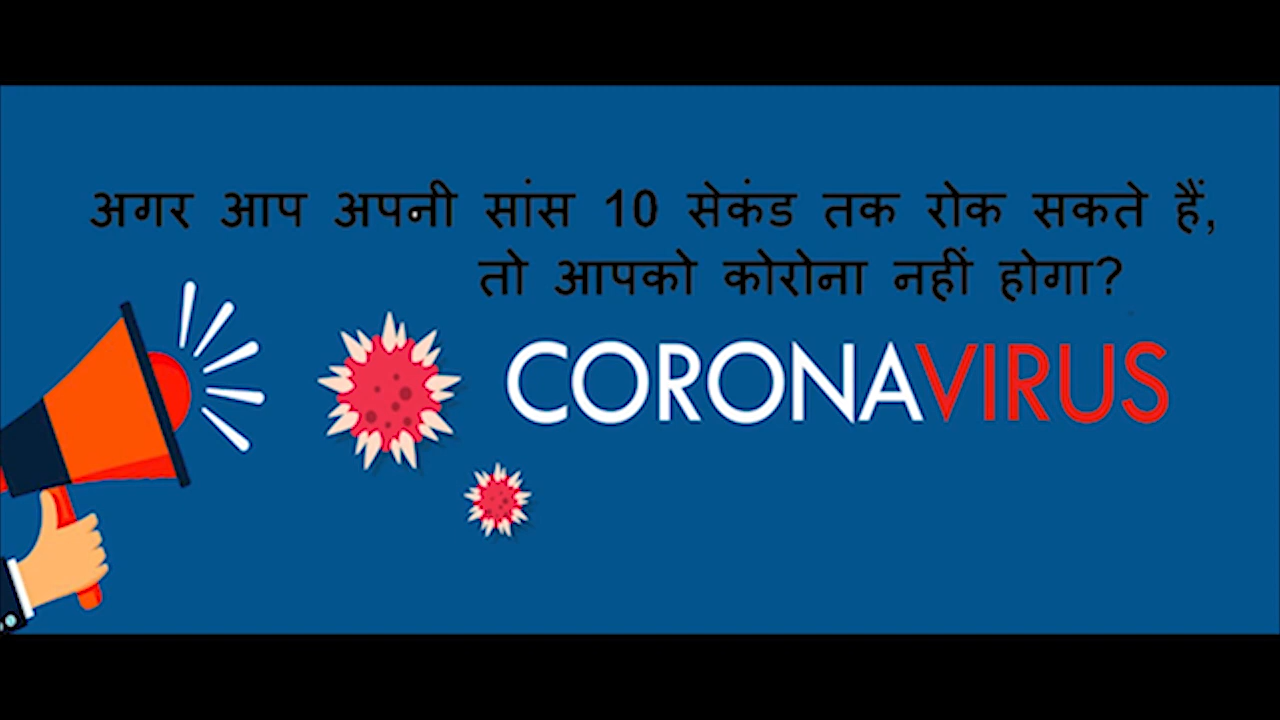 अगर आप अपनी सांस 10 सेकंड तक रोक सकते हैं,
तो आपको कोरोना नहीं होगा?
CORONAVIRUS